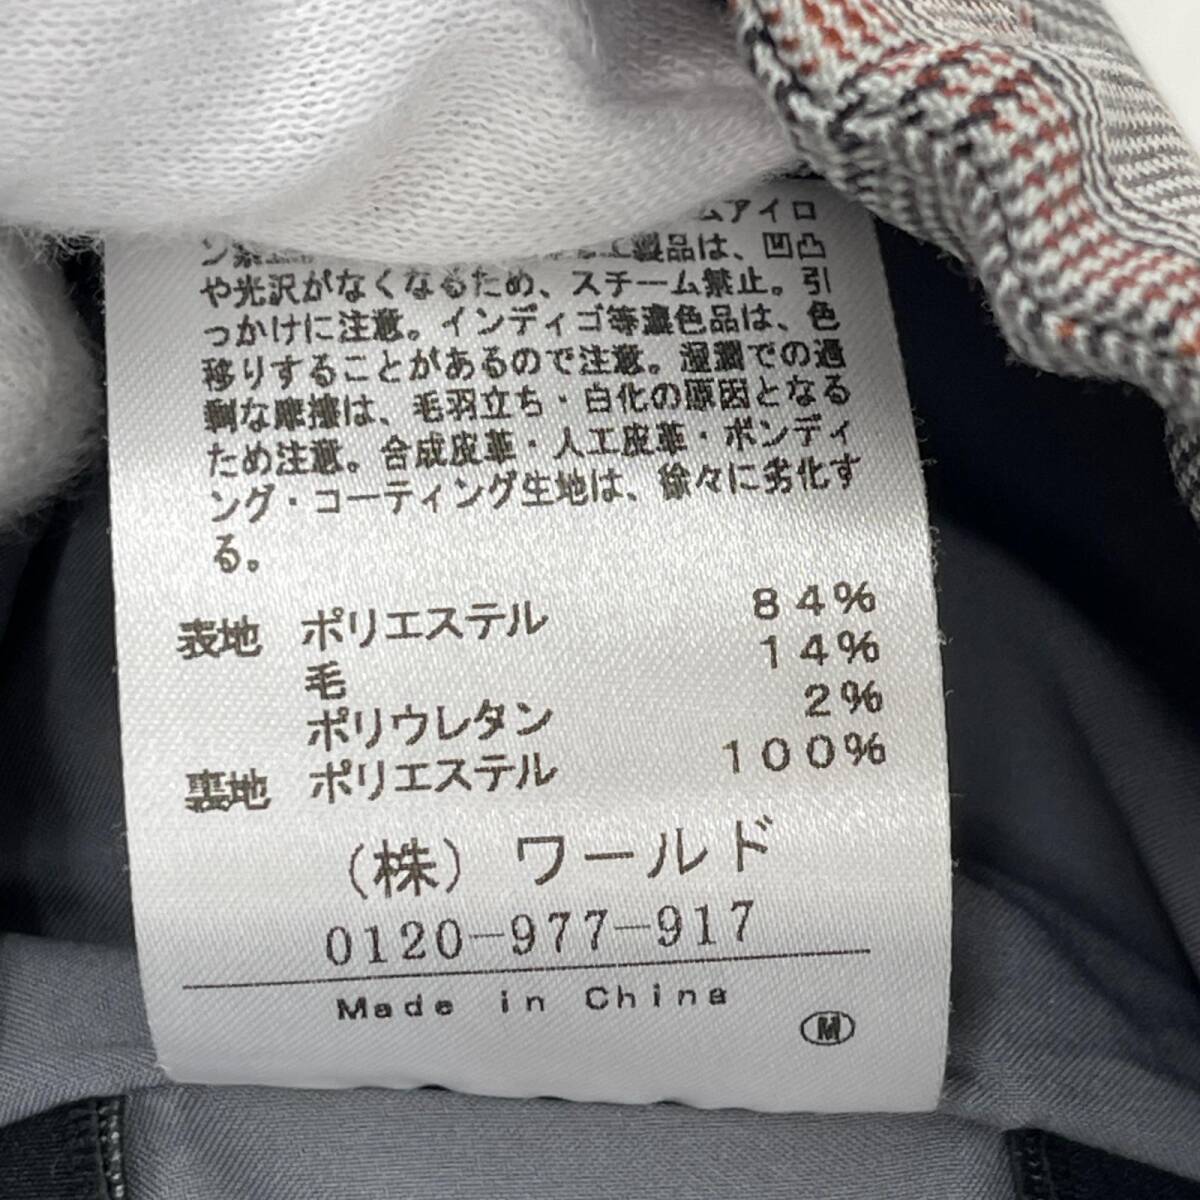 ムアイロ
製品は、凹凸
や光沢がなくなるため、スチーム禁止。引
っかけに注意。インディゴ等濃色品は、色
移りすることがあるので注意。湿潤での過
剰な摩擦は、毛羽立ち・白化の原因となる
ため注意。合成皮革・人工皮革・ボンディ
ング・コーティング生地は、徐々に劣化す
る。
表地 ポリエステル 84%
毛 14%
ポリウレタン 2%
裏地 ポリエステル 100%
(株) ワールド
0120-977-917
Made in China
M